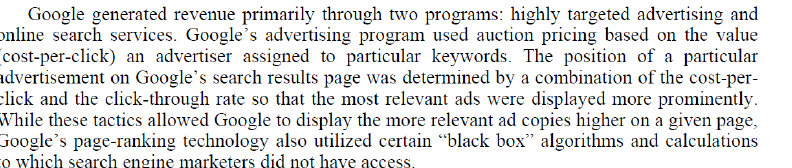 Google generated revenue primarily through two programs: highly targeted advertising and
online search services. Google's advertising program used auction pricing based on the value
(cost-per-click) an advertiser assigned to particular keywords. The position of a particular
advertisement on Google's search results page was determined by a combination of the cost-per-
click and the click-through rate so that the most relevant ads were displayed more prominently.
While these tactics allowed Google to display the more relevant ad copies higher on a given page,
Google's page-ranking technology also utilized certain “black box” algorithms and calculations
to which search engine marketers did not have access.